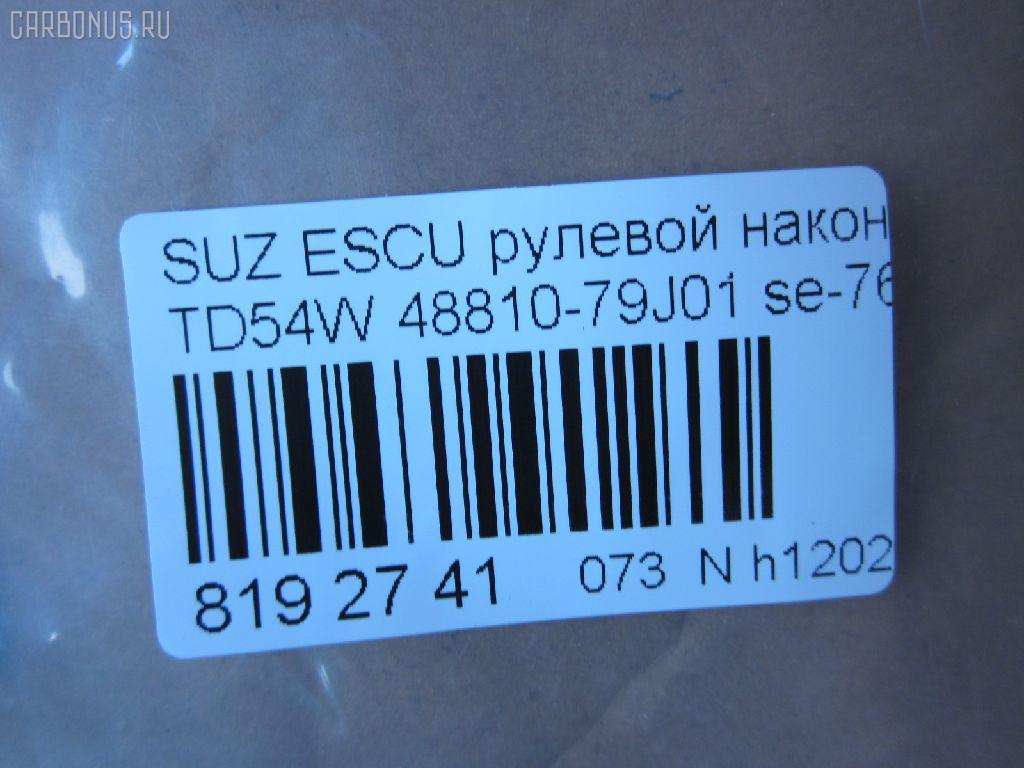 CARBONUS.RU
SUZ ESCU рулевой након
TD54W 48810-79J01 se-76
819 27 41 073 N h1202